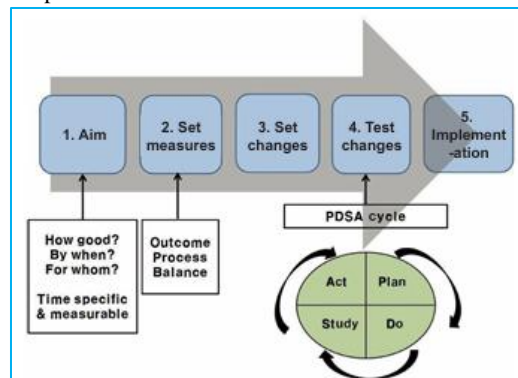 1. Aim
2. Set
measures
3. Set
changes
4. Test
changes
5.
Implement
-ation
How good?
By when?
For whom?
Time specific
& measurable
Outcome
Process
Balance
PDSA cycle
Act
Plan
Study
Do